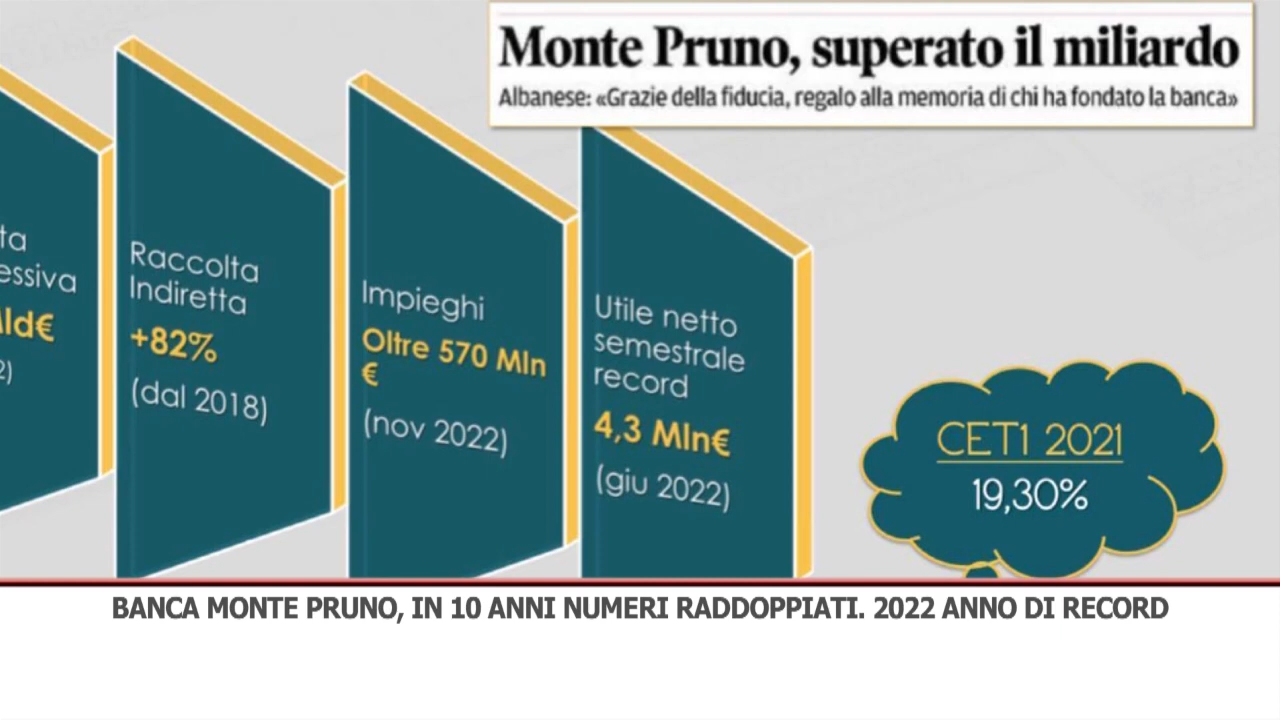 Monte Pruno, superato il miliardo
Albanese: «Grazie della fiducia, regalo alla memoria di chi ha fondato la banca»
Raccolta
Indiretta
+82%
(dal 2018)
Impieghi
Oltre 570 Mln
€
(nov 2022)
Utile netto
semestrale
record
4,3 Mln€
(giu 2022)
CET1 2021
19,30%
BANCA MONTE PRUNO, IN 10 ANNI NUMERI RADDOPPIATI. 2022 ANNO DI RECORD